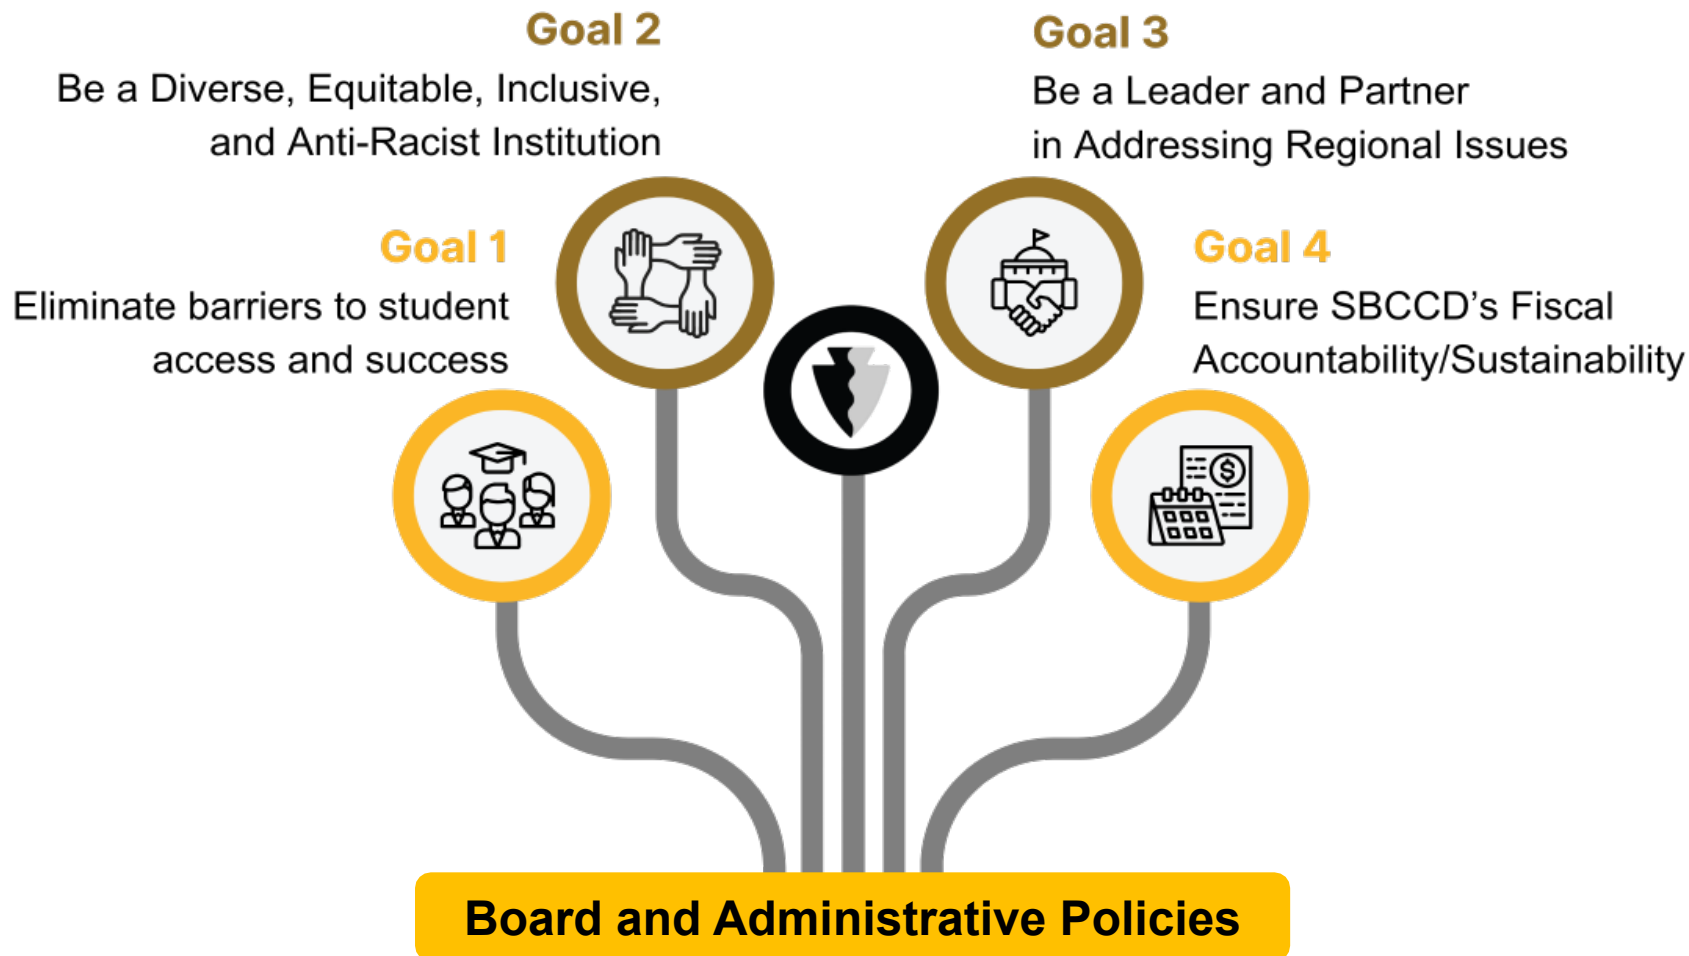 Goal 2
Be a Diverse, Equitable, Inclusive,
and Anti-Racist Institution
Goal 3
Be a Leader and Partner
in Addressing Regional Issues
Goal 1
Eliminate barriers to student
access and success
Goal 4
Ensure SBCCD’s Fiscal
Accountability/Sustainability
$
Board and Administrative Policies